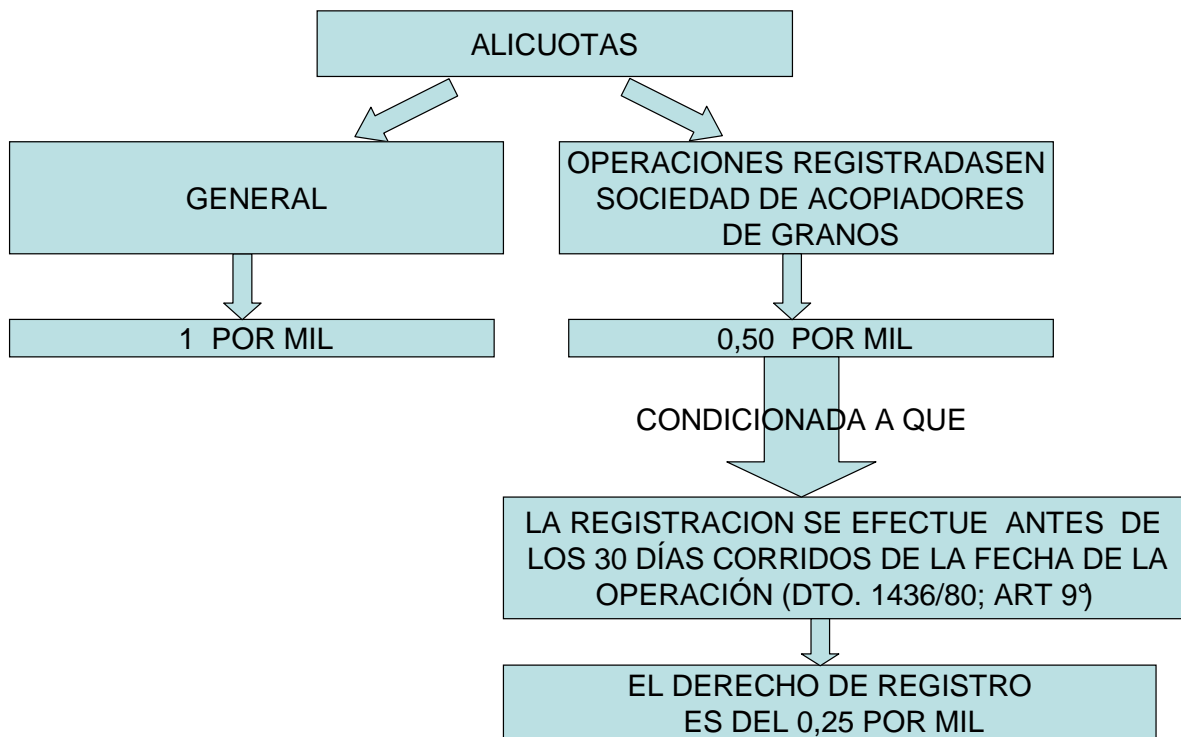 ALICUOTAS
GENERAL
OPERACIONES REGISTRADASEN
SOCIEDAD DE ACOPIADORES
DE GRANOS
1 POR MIL
0,50 POR MIL
CONDICIONADA A QUE
LA REGISTRACION SE EFECTUE ANTES DE
LOS 30 DÍAS CORRIDOS DE LA FECHA DE LA
OPERACIÓN (DTO. 1436/80; ART 9º)
EL DERECHO DE REGISTRO
ES DEL 0,25 POR MIL